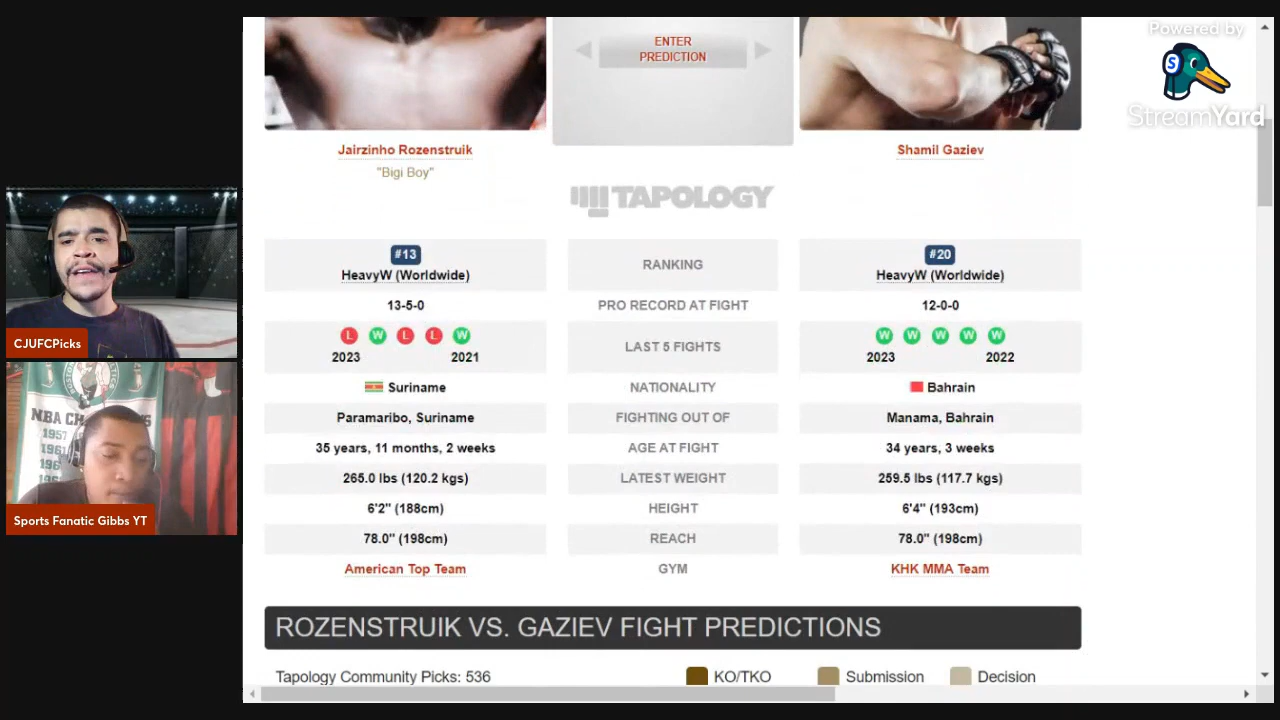 Powered by
S
StreamYard
ENTER
PREDICTION
Jairzinho Rozenstruik
"Bigi Boy"
Shamil Gaziev
TAPOLOGY
#13
HeavyW (Worldwide)
RANKING
#20
HeavyW (Worldwide)
13-5-0
PRO RECORD AT FIGHT
12-0-0
L W L L W
2023 2021
LAST 5 FIGHTS
W W W W W
2023 2022
Suriname
NATIONALITY
Bahrain
Paramaribo, Suriname
FIGHTING OUT OF
Manama, Bahrain
35 years, 11 months, 2 weeks
AGE AT FIGHT
34 years, 3 weeks
265.0 lbs (120.2 kgs)
LATEST WEIGHT
259.5 lbs (117.7 kgs)
6'2" (188cm)
HEIGHT
6'4" (193cm)
78.0" (198cm)
REACH
78.0" (198cm)
American Top Team
GYM
KHK MMA Team
ROZENSTRUIK VS. GAZIEV FIGHT PREDICTIONS
Tapology Community Picks: 536
KO/TKO
Submission
Decision
CJUFCPicks
NBA CH
1957
1961
Sports Fanatic Gibbs YT